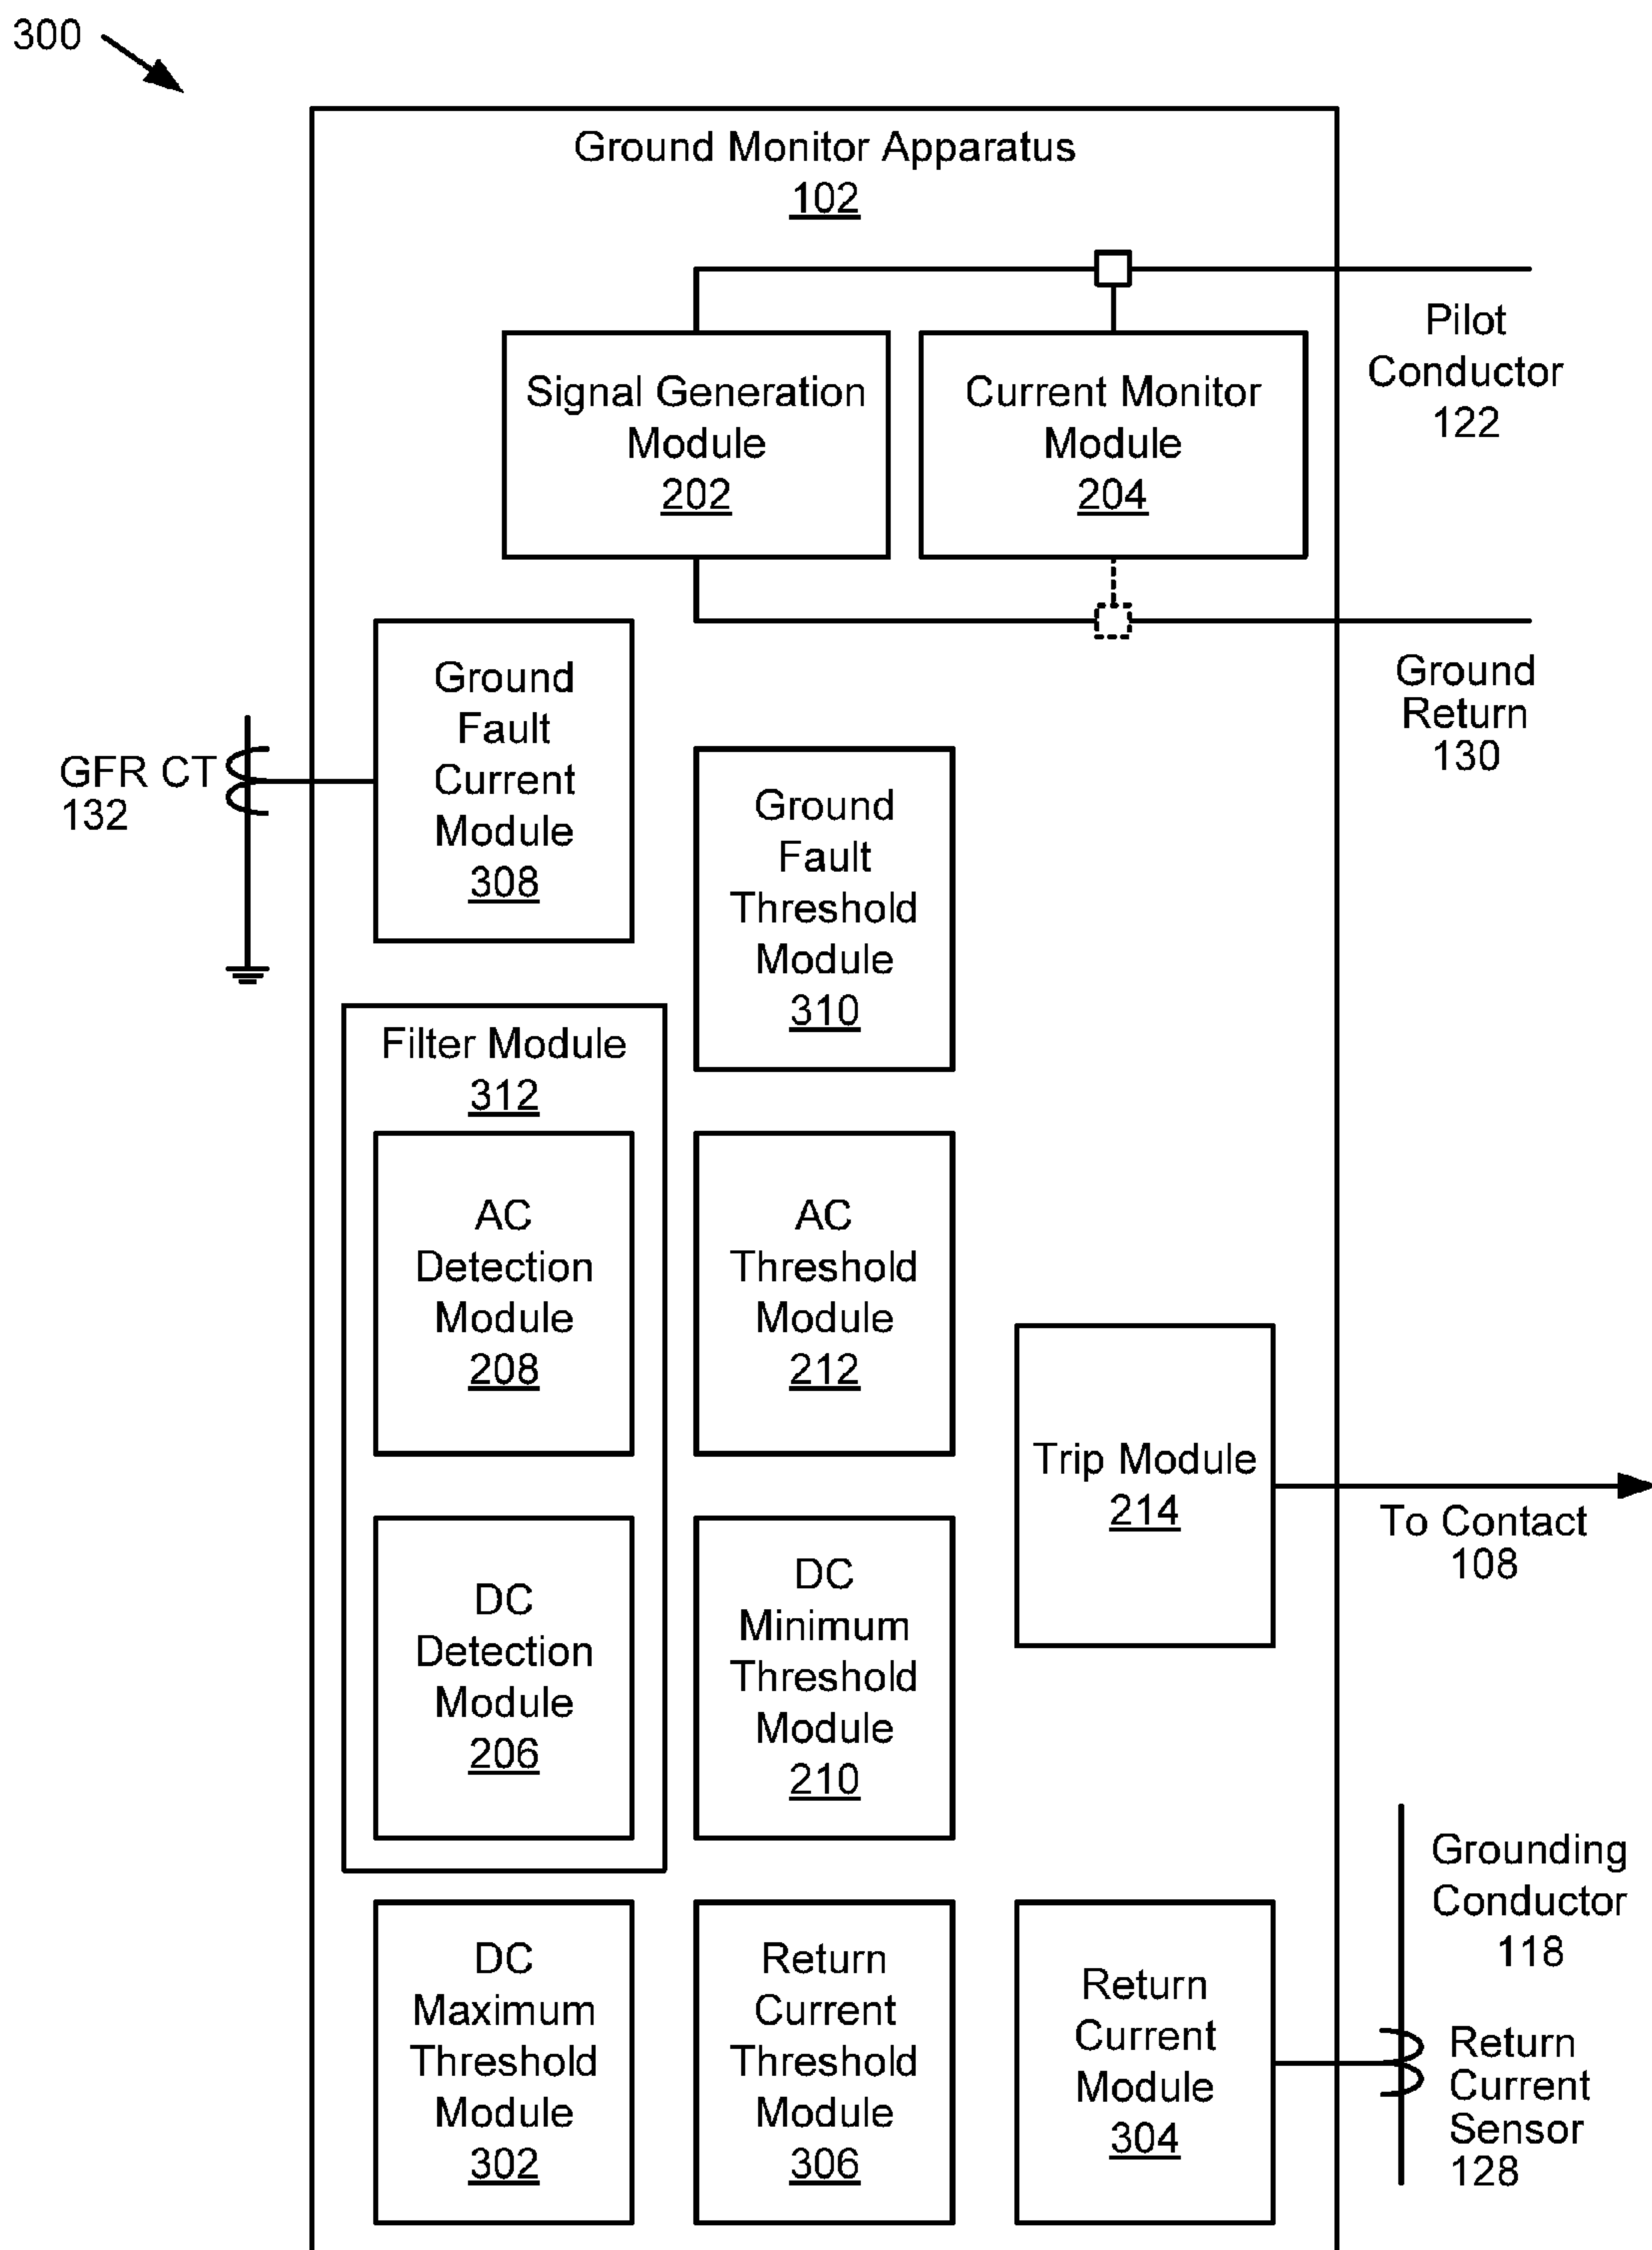 300
Ground Monitor Apparatus
102
Signal Generation
Module
202
Current Monitor
Module
204
Pilot
Conductor
122
Ground
Return
130
GFR CT
132
Ground
Fault
Current
Module
308
Ground
Fault
Threshold
Module
310
Filter Module
312
AC
Detection
Module
208
AC
Threshold
Module
212
Trip Module
214
To Contact
108
DC
Detection
Module
206
DC
Minimum
Threshold
Module
210
DC
Maximum
Threshold
Module
302
Return
Current
Threshold
Module
306
Return
Current
Module
304
Grounding
Conductor
118
Return
Current
Sensor
128